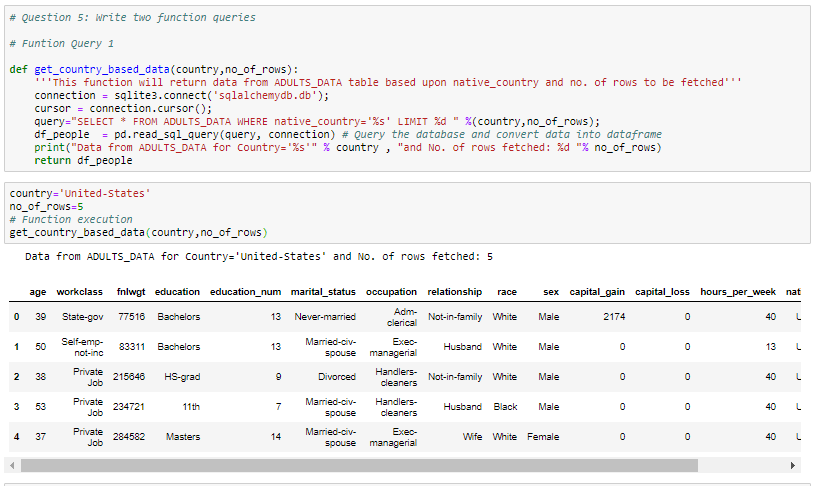 # Question 5: Write two function queries
# Funtion Query 1
def get_country_based_data(country,no_of_rows):
'''This function will return data from ADULTS_DATA table based upon native_country and no. of rows to be fetched'''
connection = sqlite3.connect('sqlalchemydb.db');
cursor = connection.cursor();
query="SELECT * FROM ADULTS_DATA WHERE native_country='%s' LIMIT %d " %(country,no_of_rows);
df_people  = pd.read_sql_query(query, connection) # Query the database and convert data into dataframe
print("Data from ADULTS_DATA for Country='%s'" % country , "and No. of rows fetched: %d "% no_of_rows)
return df_people
country='United-States'
no_of_rows=5
# Function execution
get_country_based_data(country,no_of_rows)
Data from ADULTS_DATA for Country='United-States' and No. of rows fetched: 5
age workclass fnlwgt education education_num marital_status occupation relationship race sex capital_gain capital_loss hours_per_week nati
0 39 State-gov 77516 Bachelors 13 Never-married Adm-clerical Not-in-family White Male 2174 0 40 U
1 50 Self-emp-not-inc 83311 Bachelors 13 Married-civ-spouse Exec-managerial Husband White Male 0 0 13 U
2 38 Private Job 215646 HS-grad 9 Divorced Handlers-cleaners Not-in-family White Male 0 0 40 U
3 53 Private Job 234721 11th 7 Married-civ-spouse Handlers-cleaners Husband Black Male 0 0 40 U
4 37 Private Job 284582 Masters 14 Married-civ-spouse Exec-managerial Wife White Female 0 0 40 U